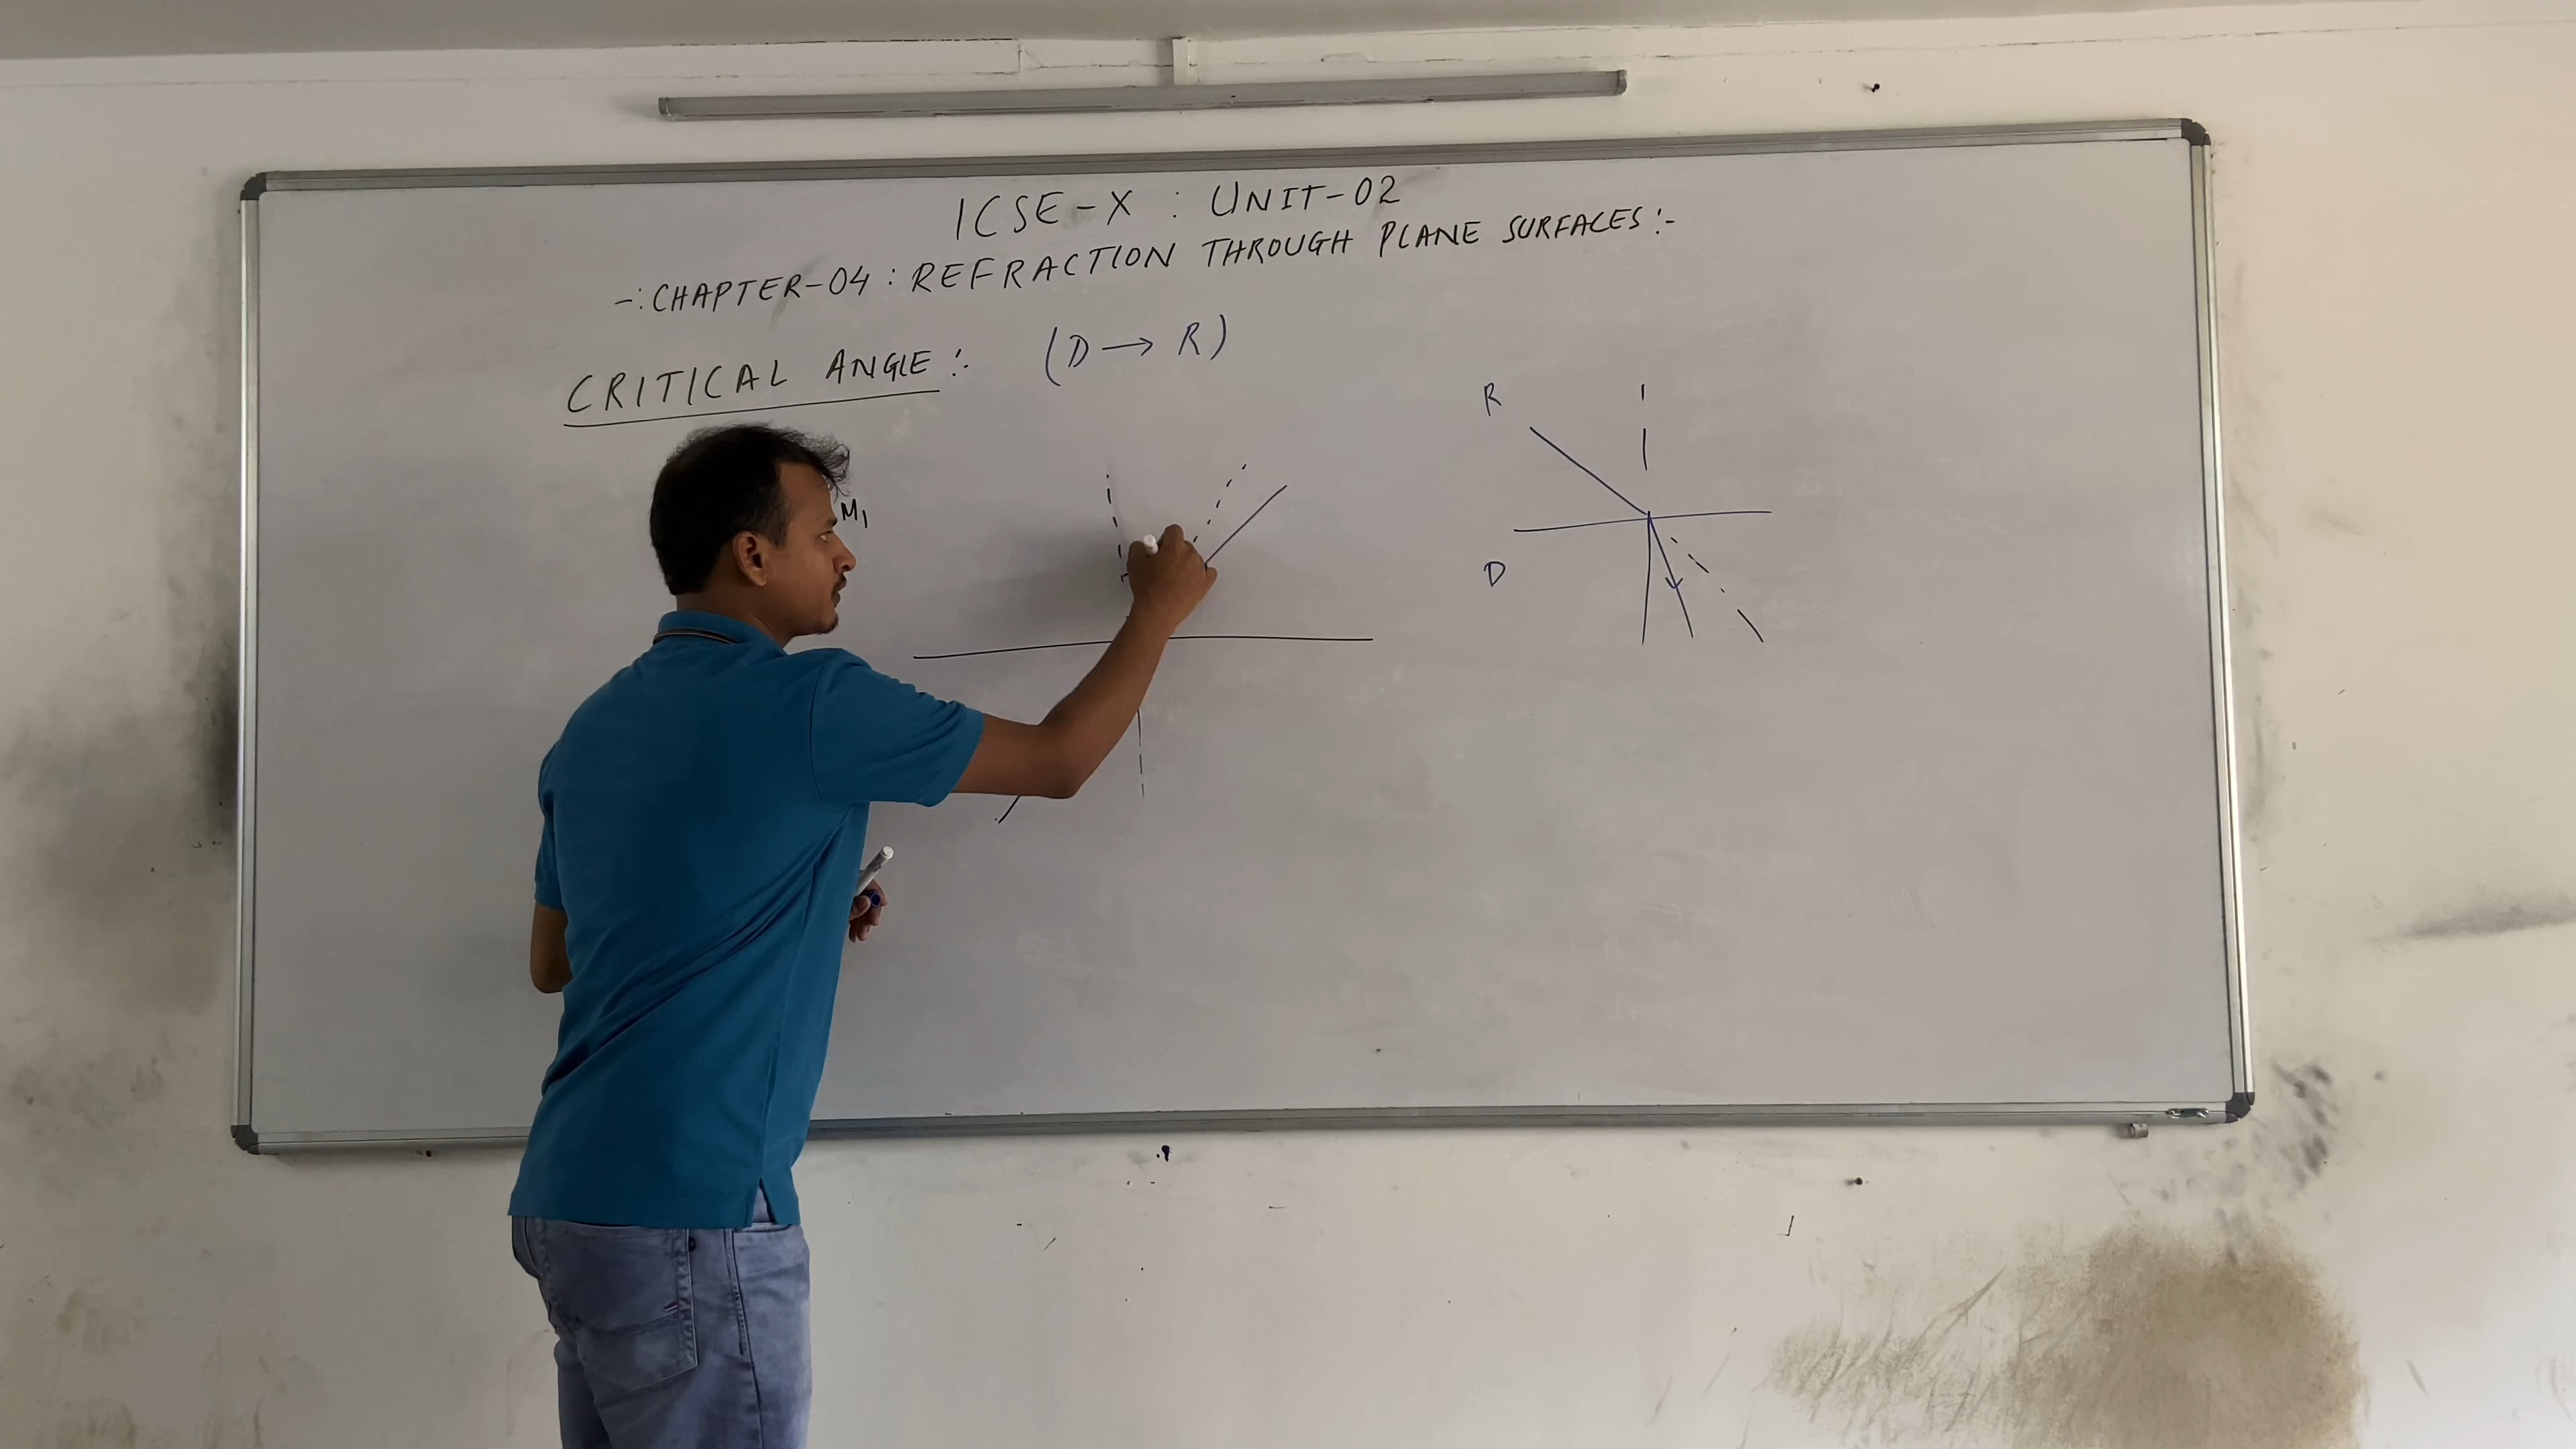 ICSE-X : UNIT-02
-: CHAPTER-04 : REFRACTION THROUGH PLANE SURFACES :-
CRITICAL ANGLE :- (D → R)
R
M1
D